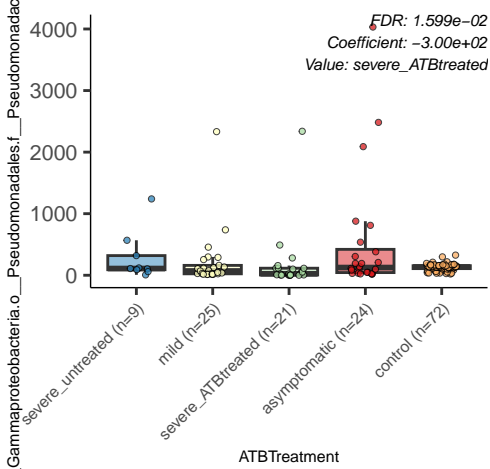 FDR: 1.599e−02
Coefficient: −3.00e+02
Value: severe_ATBtreated
4000
3000
2000
1000
0
severe_untreated (n=9)
mild (n=25)
severe_ATBtreated (n=21)
asymptomatic (n=24)
control (n=72)
ATBTreatment
_Gammaproteobacteria.o__Pseudomonadales.f__Pseudomonadac